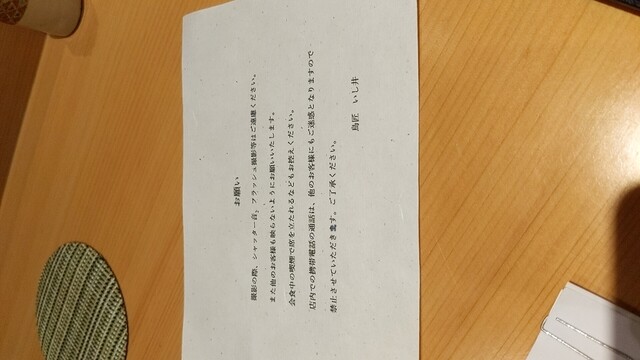 お願い
撮影の際、シャッター音、フラッシュ撮影等はご遠慮ください。
また他のお客様も映らないようにお願いいたします。
会食中の喫煙で席を立たれるなどもお控えください。
店内での携帯電話の通話は、他のお客様にもご迷惑となりますので
禁止させていただきます。ご了承ください。
鳥匠 いし井